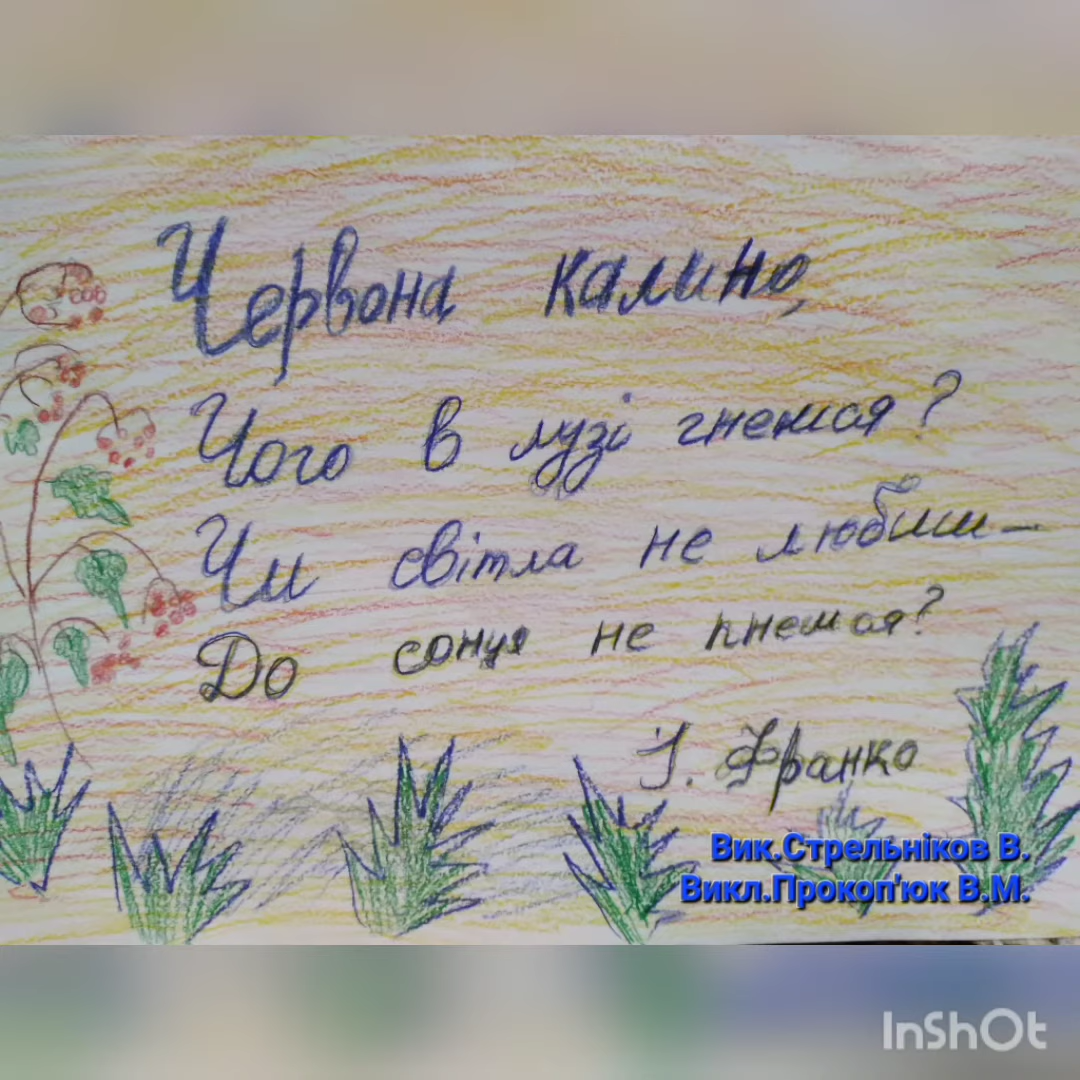 Червона калино,
Чого в лузі гнешся?
Чи світла не любиш-
До сонця не пнешся?
І. Франко
Вик.Стрельніков В.
Викл.Прокоп'юк В.М.
InShOt